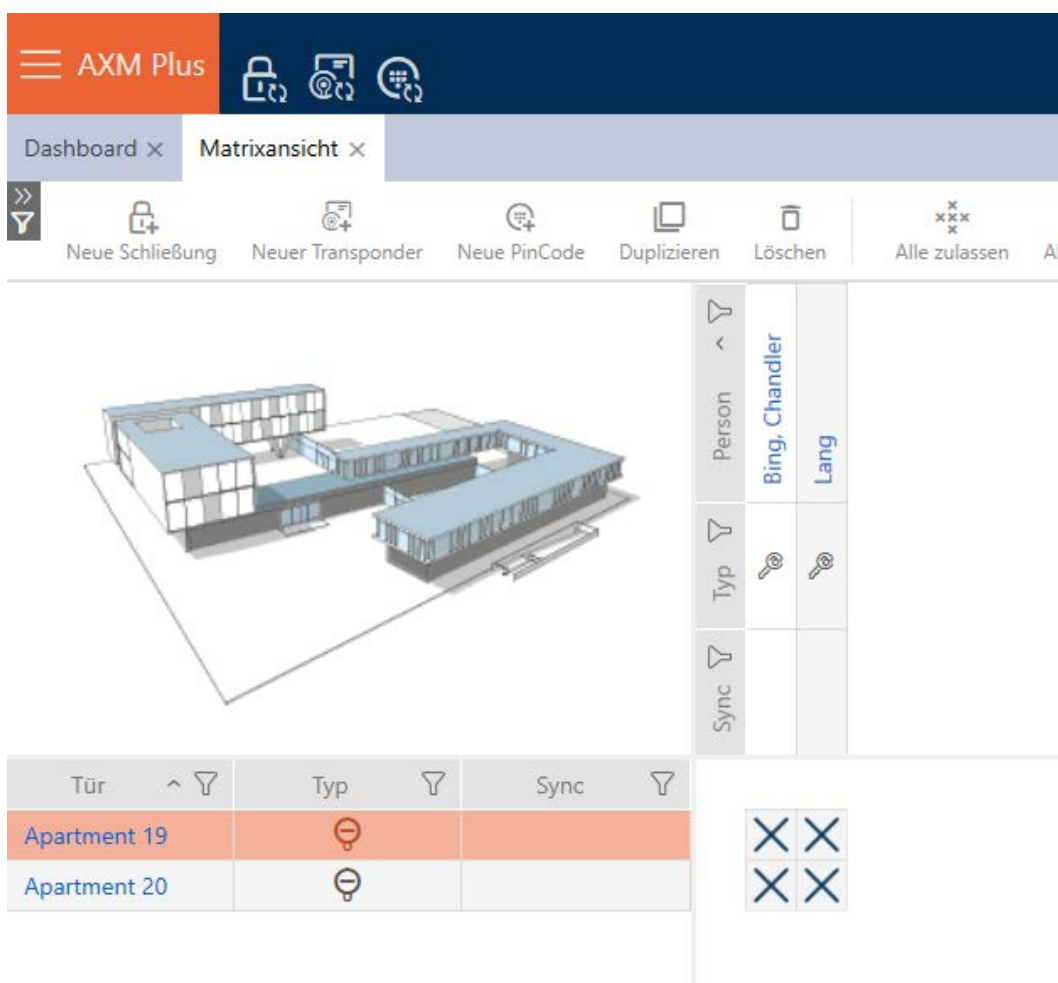 AXM Plus
Dashboard
Matrixansicht
Neue Schließung
Neuer Transponder
Neue PinCode
Duplizieren
Löschen
Alle zulassen
Person
Bing, Chandler
Lang
Typ
Sync
Tür
Typ
Sync
Apartment 19
Apartment 20